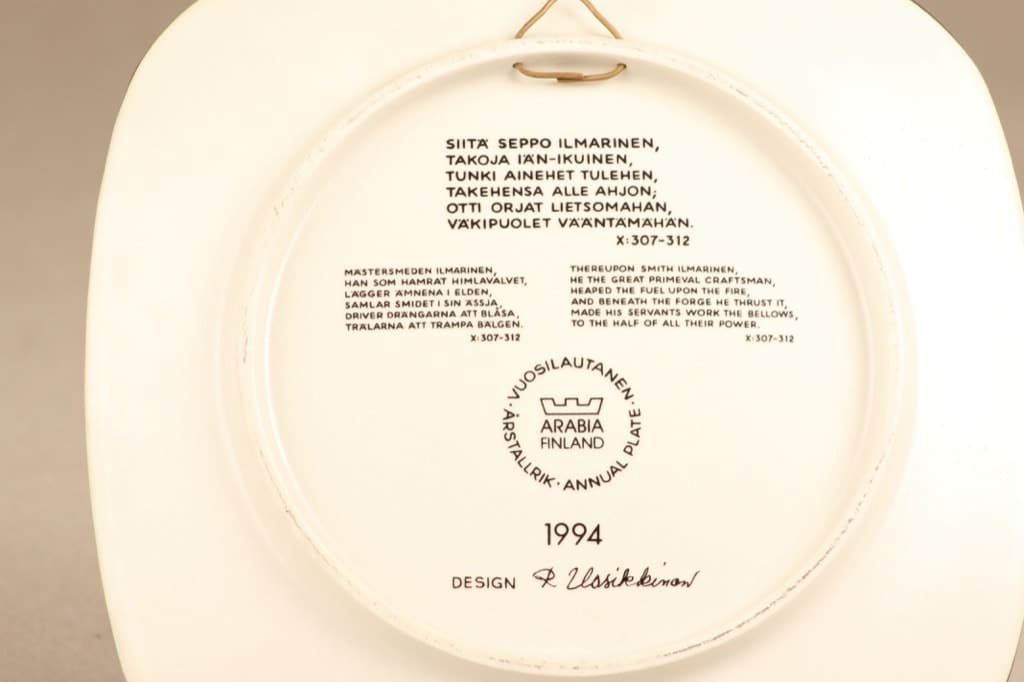 SIITÄ SEPPO ILMARINEN,
TAKOJA IÄN-IKUINEN,
TUNKI AINEHET TULEHEN,
TAKEHENSA ALLE AHJON;
OTTI ORJAT LIETSOMAHAN,
VÄKIPUOLET VÄÄNTÄMÄHÄN.
X:307-312
MÄSTERSMEDEN ILMARINEN,
HAN SOM HAMRAT HIMLAVALVET,
LÄGGER ÄMNENA I ELDEN,
SAMLAR SMIDET I SIN ÄSSJA,
DRIVER DRÄNGARNA ATT BLÅSA,
TRÄLARNA ATT TRAMPA BÄLGEN.
X:307-312
THEREUPON SMITH ILMARINEN,
HE THE GREAT PRIMEVAL CRAFTSMAN,
HEAPED THE FUEL UPON THE FIRE,
AND BENEATH THE FORGE HE THRUST IT,
MADE HIS SERVANTS WORK THE BELLOWS,
TO THE HALF OF ALL THEIR POWER.
X:307-312
· VUOSILAUTANEN · ANNUAL PLATE · ÅRSTALLRIK
ARABIA
FINLAND
1994
DESIGN R Uosikkinen